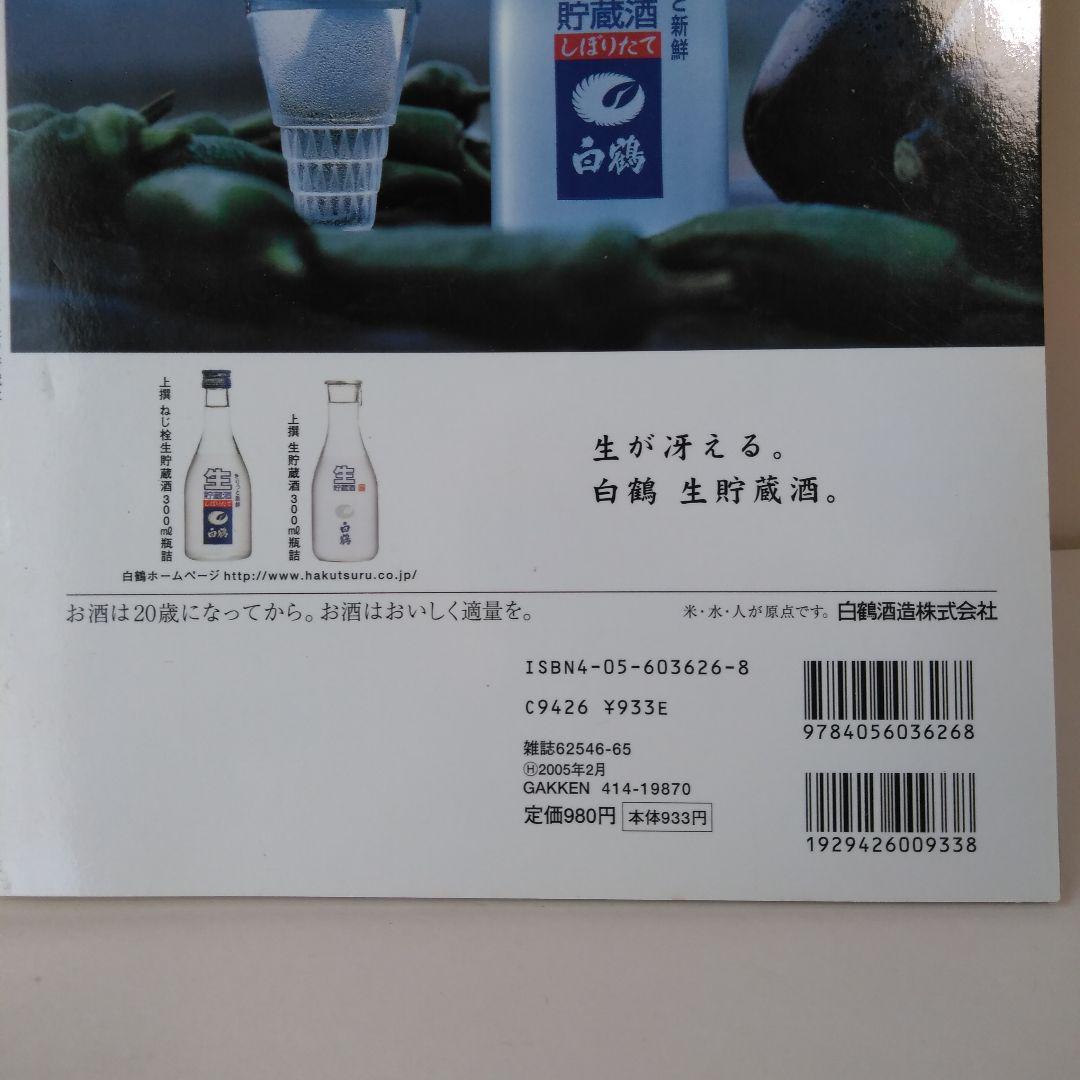 貯蔵酒
しぼりたて
白鶴
と新鮮
上撰 ねじ栓生貯蔵酒300㎖瓶詰
生
貯蔵酒
しぼりたて
白鶴
上撰 生貯蔵酒300㎖瓶詰
生
貯蔵酒
白鶴
生が冴える。
白鶴 生貯蔵酒。
白鶴ホームページ http://www.hakutsuru.co.jp/
お酒は20歳になってから。お酒はおいしく適量を。
米・水・人が原点です。 白鶴酒造株式会社
ISBN4-05-603626-8
C9426 ¥933E
雑誌62546-65
Ⓗ2005年2月
GAKKEN 414-19870
定価980円 本体933円
9784056036268
1929426009338